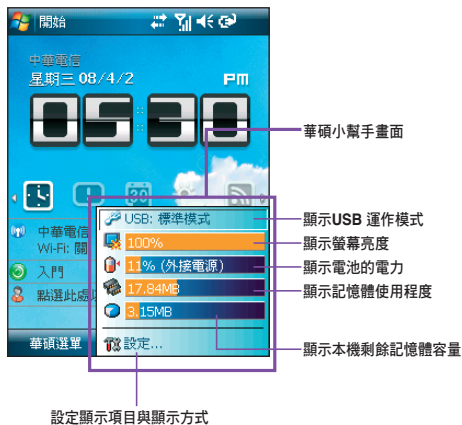 開始
中華電信
星期三 08/4/2
PM
05:30
華碩小幫手畫面
USB: 標準模式
顯示USB 運作模式
100%
顯示螢幕亮度
中華電信
Wi-Fi: 關
11% (外接電源)
顯示電池的電力
入門
17.84MB
顯示記憶體使用程度
點選此處
3.15MB
顯示本機剩餘記憶體容量
華碩選單
設定...
設定顯示項目與顯示方式